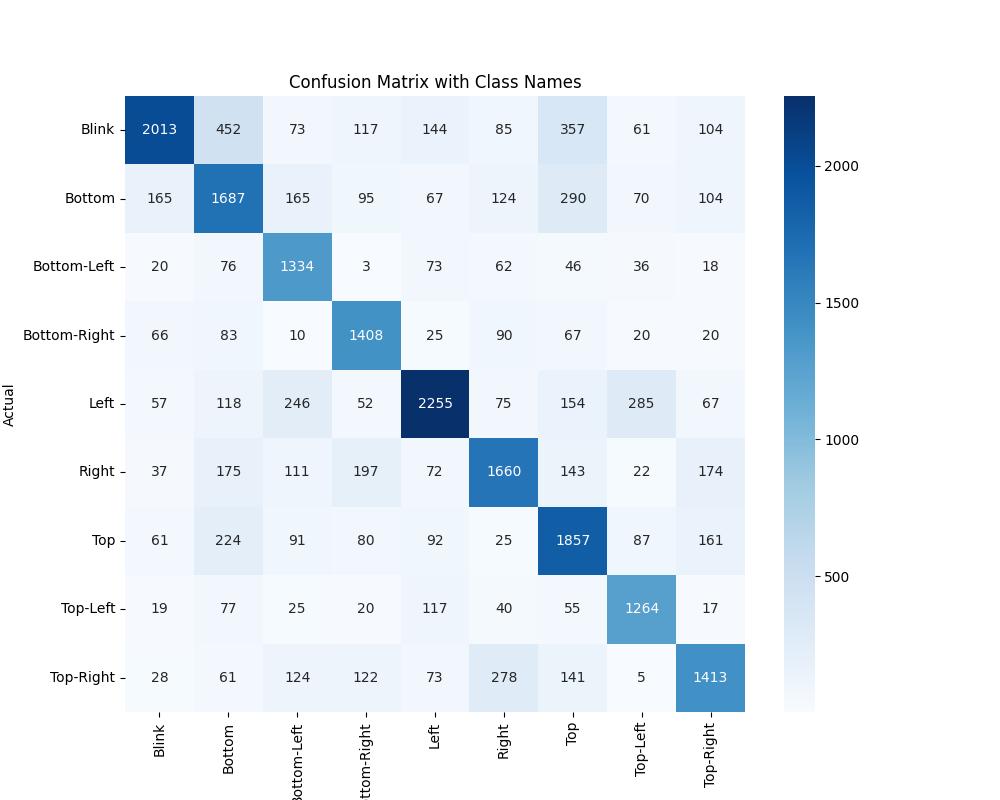 Confusion Matrix with Class Names
Blink 2013 452 73 117 144 85 357 61 104
Bottom 165 1687 165 95 67 124 290 70 104
Bottom-Left 20 76 1334 3 73 62 46 36 18
Bottom-Right 66 83 10 1408 25 90 67 20 20
Left 57 118 246 52 2255 75 154 285 67
Right 37 175 111 197 72 1660 143 22 174
Top 61 224 91 80 92 25 1857 87 161
Top-Left 19 77 25 20 117 40 55 1264 17
Top-Right 28 61 124 122 73 278 141 5 1413
Actual
Blink
Bottom
ottom-Left
ttom-Right
Left
Right
Top
Top-Left
Top-Right
2000
1500
1000
500